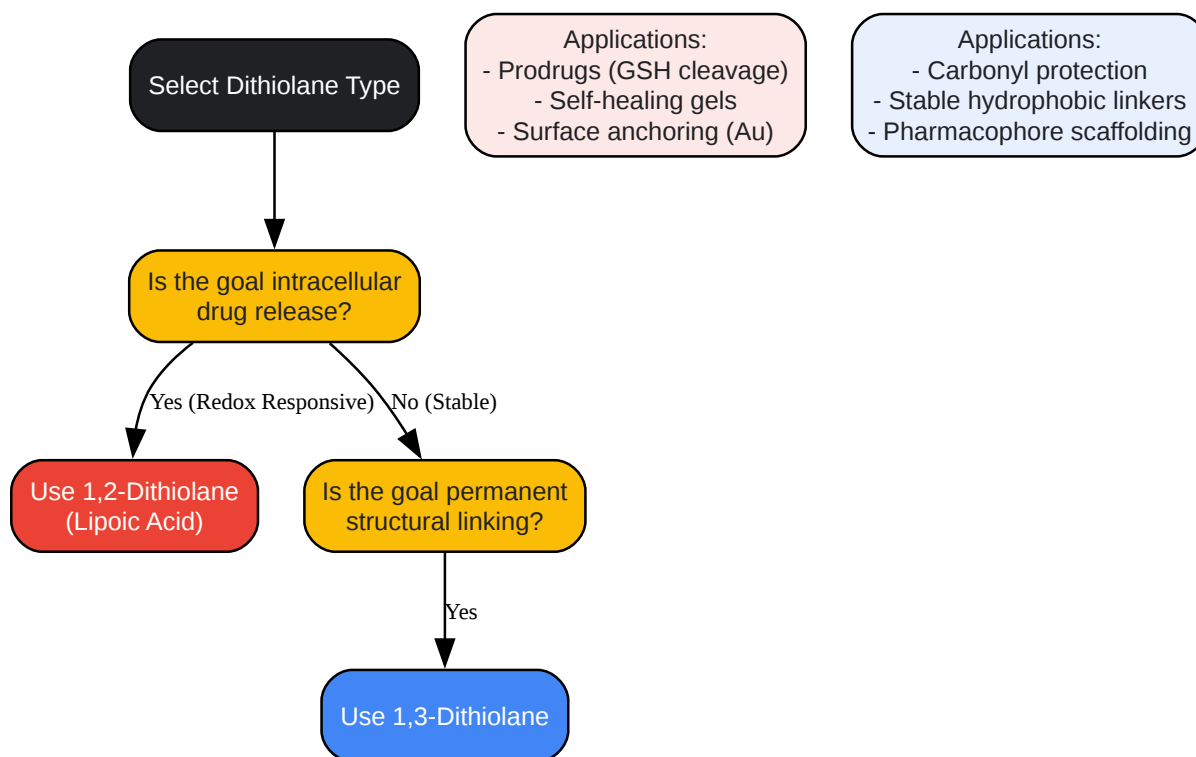 Select Dithiolane Type
Applications:
- Prodrugs (GSH cleavage)
- Self-healing gels
- Surface anchoring (Au)
Applications:
- Carbonyl protection
- Stable hydrophobic linkers
- Pharmacophore scaffolding
Is the goal intracellular
drug release?
Yes (Redox Responsive)
No (Stable)
Use 1,2-Dithiolane
(Lipoic Acid)
Is the goal permanent
structural linking?
Yes
Use 1,3-Dithiolane